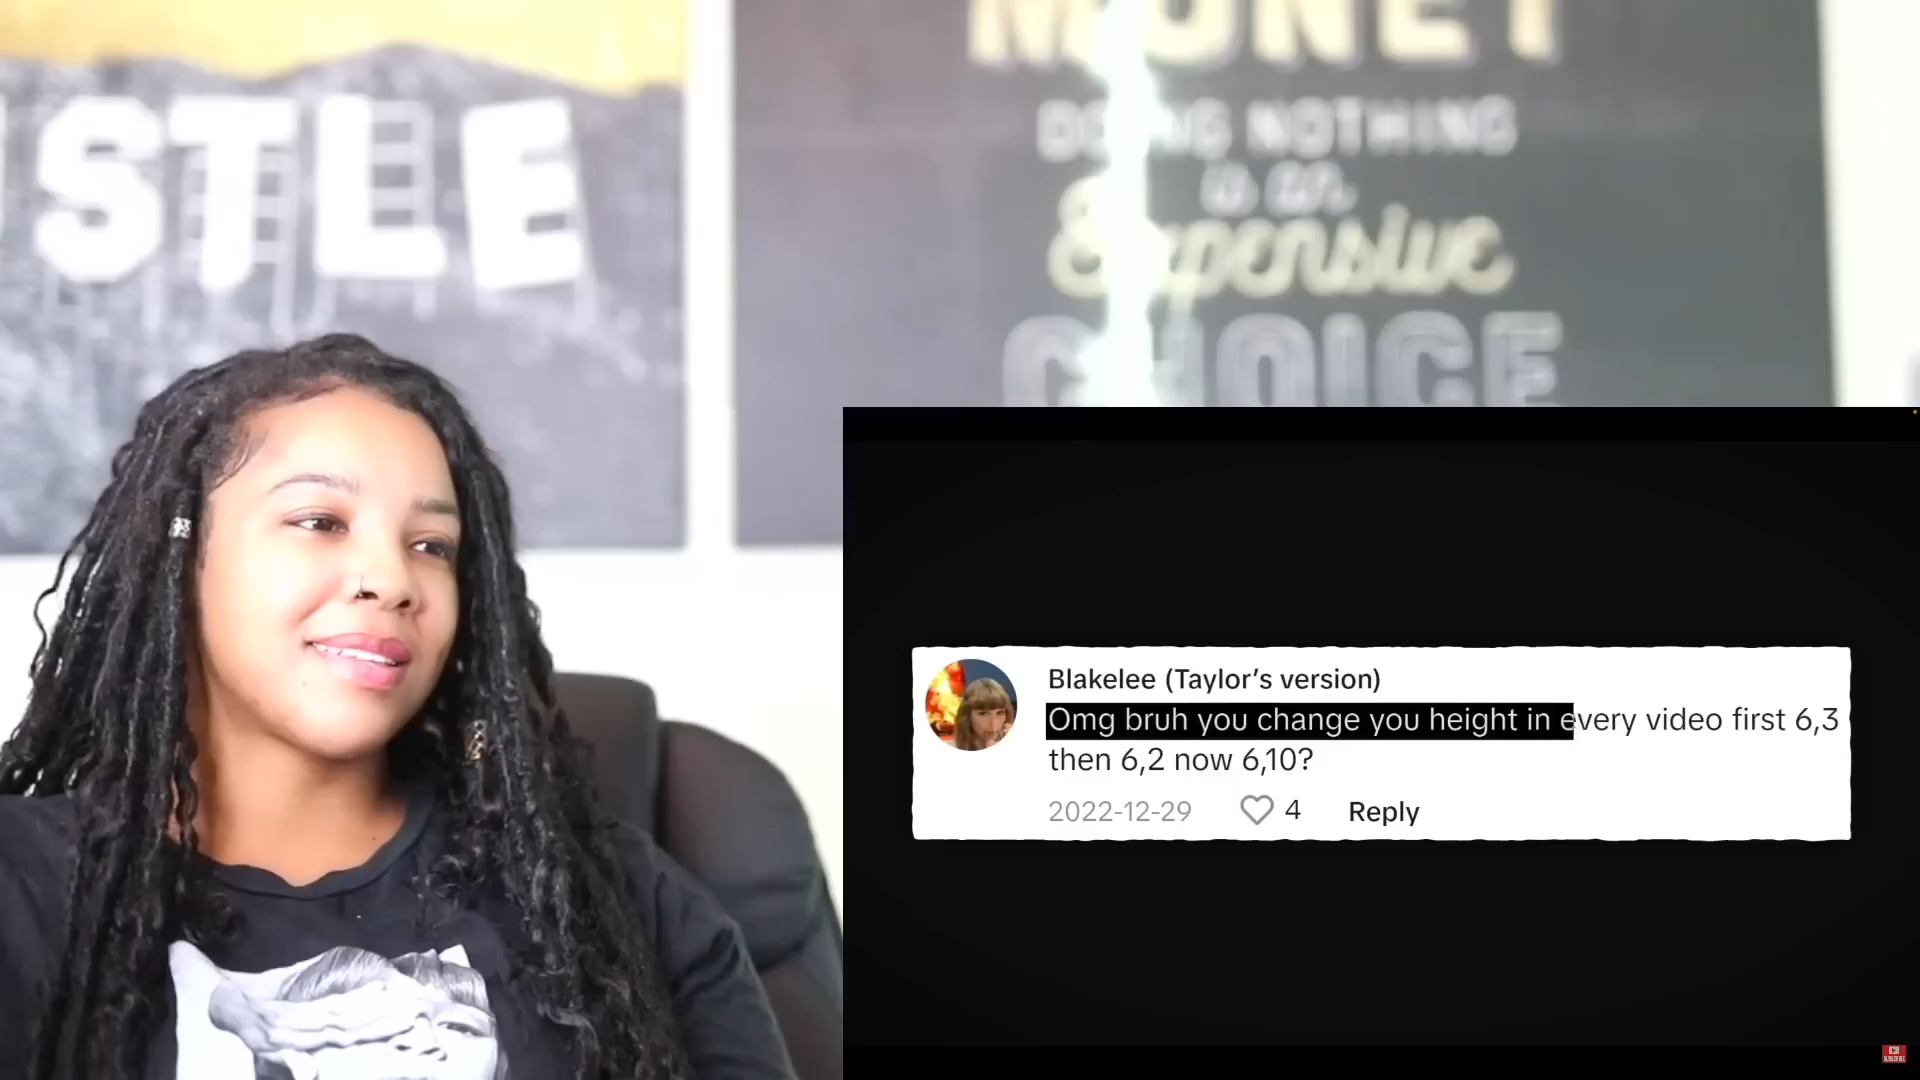 STLE
MONEY
DOING NOTHING
is an
Expensive
CHOICE
Blakelee (Taylor’s version)
Omg bruh you change you height in every video first 6,3
then 6,2 now 6,10?
2022-12-29 4 Reply
SUBSCRIBE